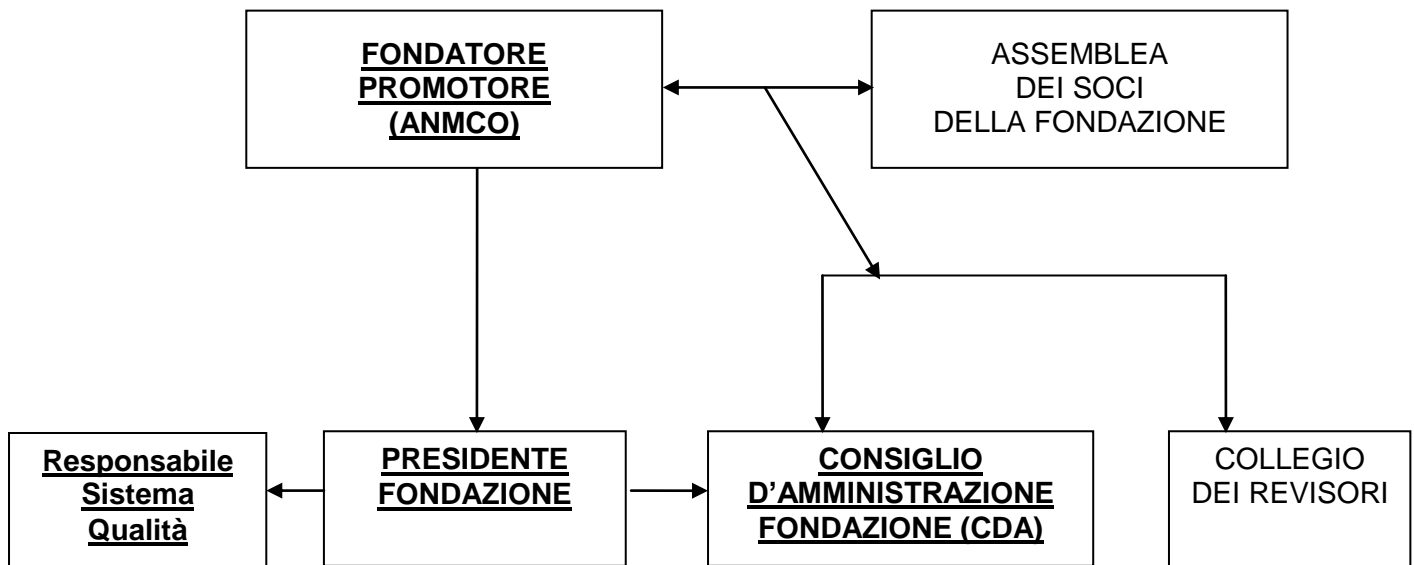 FONDATORE
PROMOTORE
(ANMCO)
ASSEMBLEA
DEI SOCI
DELLA FONDAZIONE
Responsabile
Sistema
Qualità
PRESIDENTE
FONDAZIONE
CONSIGLIO
D’AMMINISTRAZIONE
FONDAZIONE (CDA)
COLLEGIO
DEI REVISORI